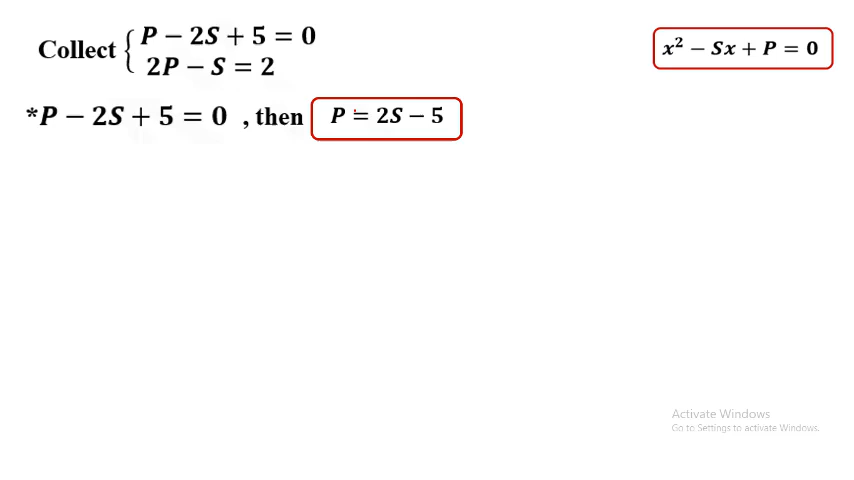 Collect { P − 2S + 5 = 0
2P − S = 2
x² − Sx + P = 0
*P − 2S + 5 = 0 , then P = 2S − 5
Activate Windows
Go to Settings to activate Windows.